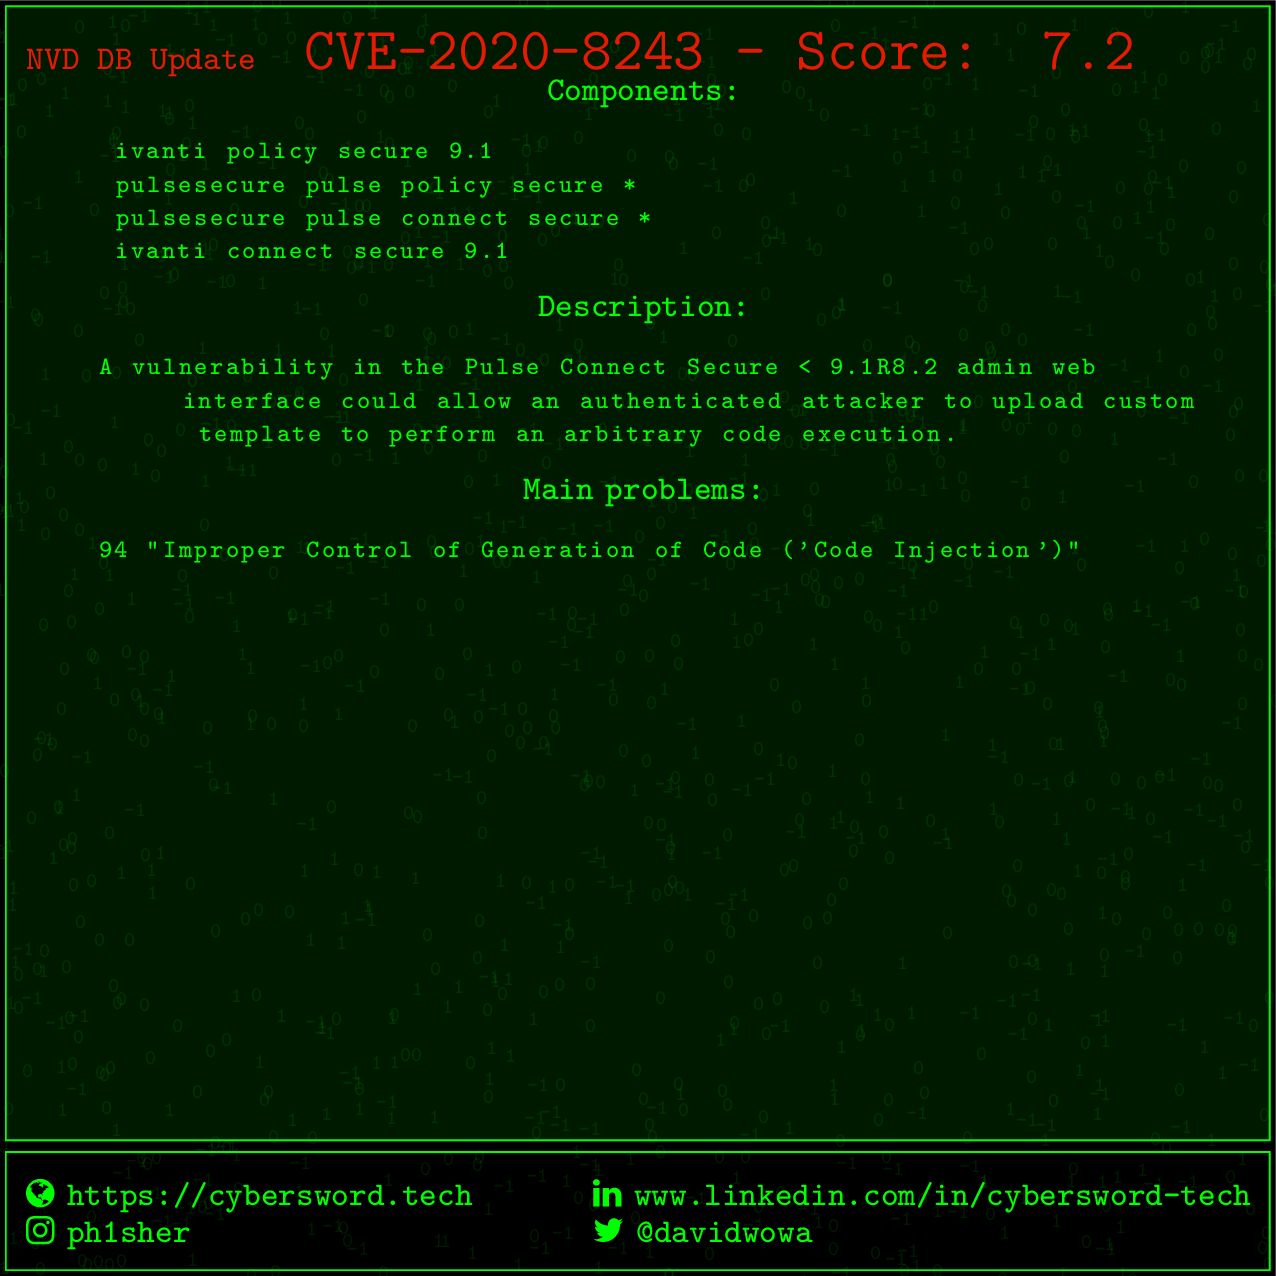 NVD DB Update CVE-2020-8243 - Score: 7.2
Components:
ivanti policy secure 9.1
pulsesecure pulse policy secure *
pulsesecure pulse connect secure *
ivanti connect secure 9.1
Description:
A vulnerability in the Pulse Connect Secure < 9.1R8.2 admin web
interface could allow an authenticated attacker to upload custom
template to perform an arbitrary code execution.
Main problems:
94 "Improper Control of Generation of Code ('Code Injection')"
https://cybersword.tech www.linkedin.com/in/cybersword-tech
ph1sher @davidwowa